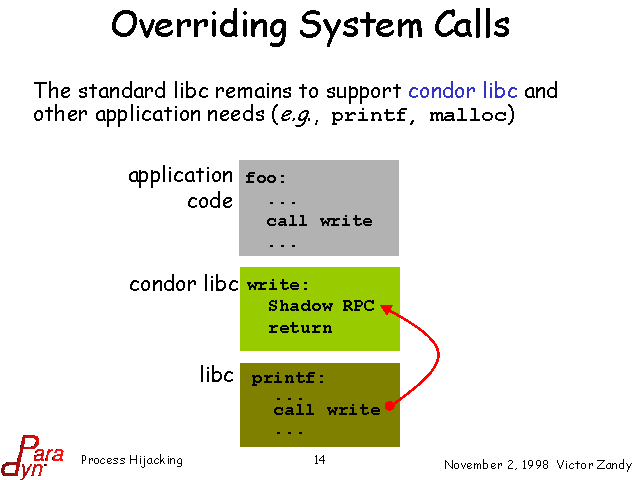 Overriding System Calls
The standard libc remains to support condor libc and
other application needs (e.g., printf, malloc)
application
code
foo:
...
call write
...
condor libc
write:
Shadow RPC
return
libc
printf:
...
call write
...
Para
dyn
Process Hijacking
14
November 2, 1998 Victor Zandy